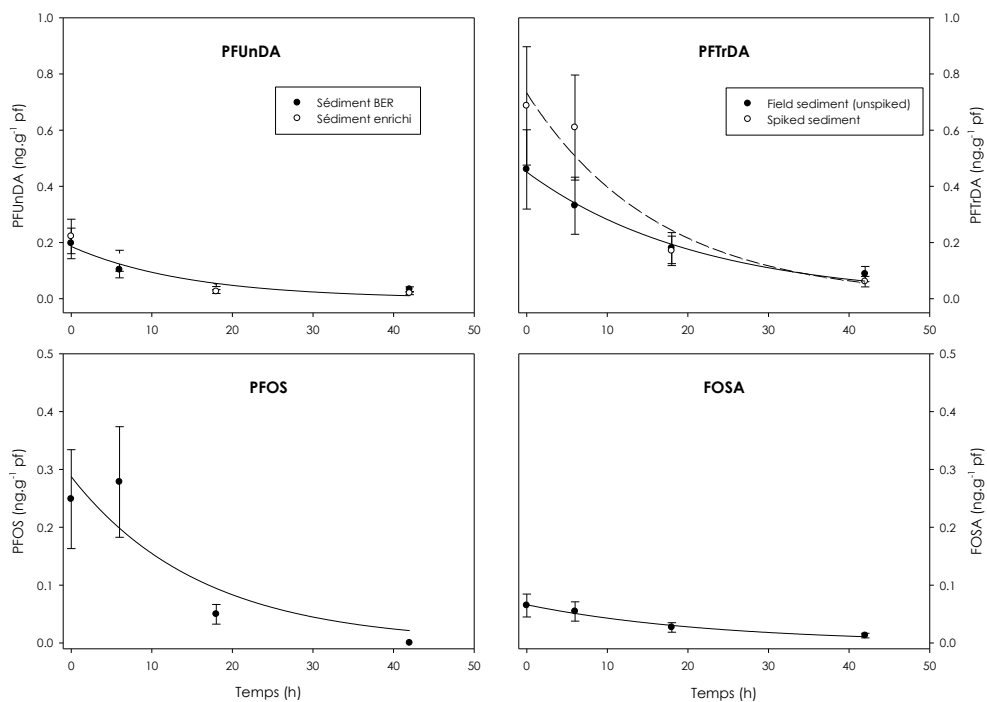 PFUnDA
PFUnDA (ng.g⁻¹ pf)
1.0
0.8
0.6
0.4
0.2
0.0
Sédiment BER
Sédiment enrichi
0 10 20 30 40 50
PFTrDA
Field sediment (unspiked)
Spiked sediment
1.0
0.8
0.6
0.4
0.2
0.0
PFTrDA (ng.g⁻¹ pf)
0 10 20 30 40 50
PFOS
PFOS (ng.g⁻¹ pf)
0.5
0.4
0.3
0.2
0.1
0.0
0 10 20 30 40 50
Temps (h)
FOSA
0.5
0.4
0.3
0.2
0.1
0.0
FOSA (ng.g⁻¹ pf)
0 10 20 30 40 50
Temps (h)